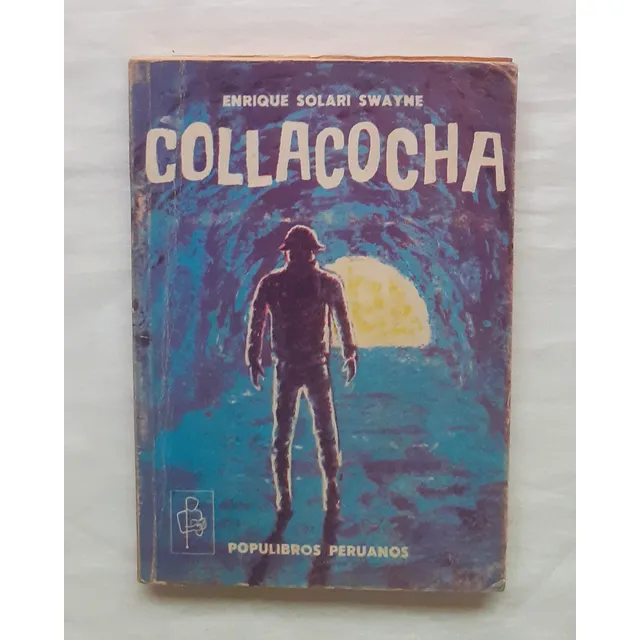 ENRIQUE SOLARI SWAYNE
COLLACOCHA
POPULIBROS PERUANOS